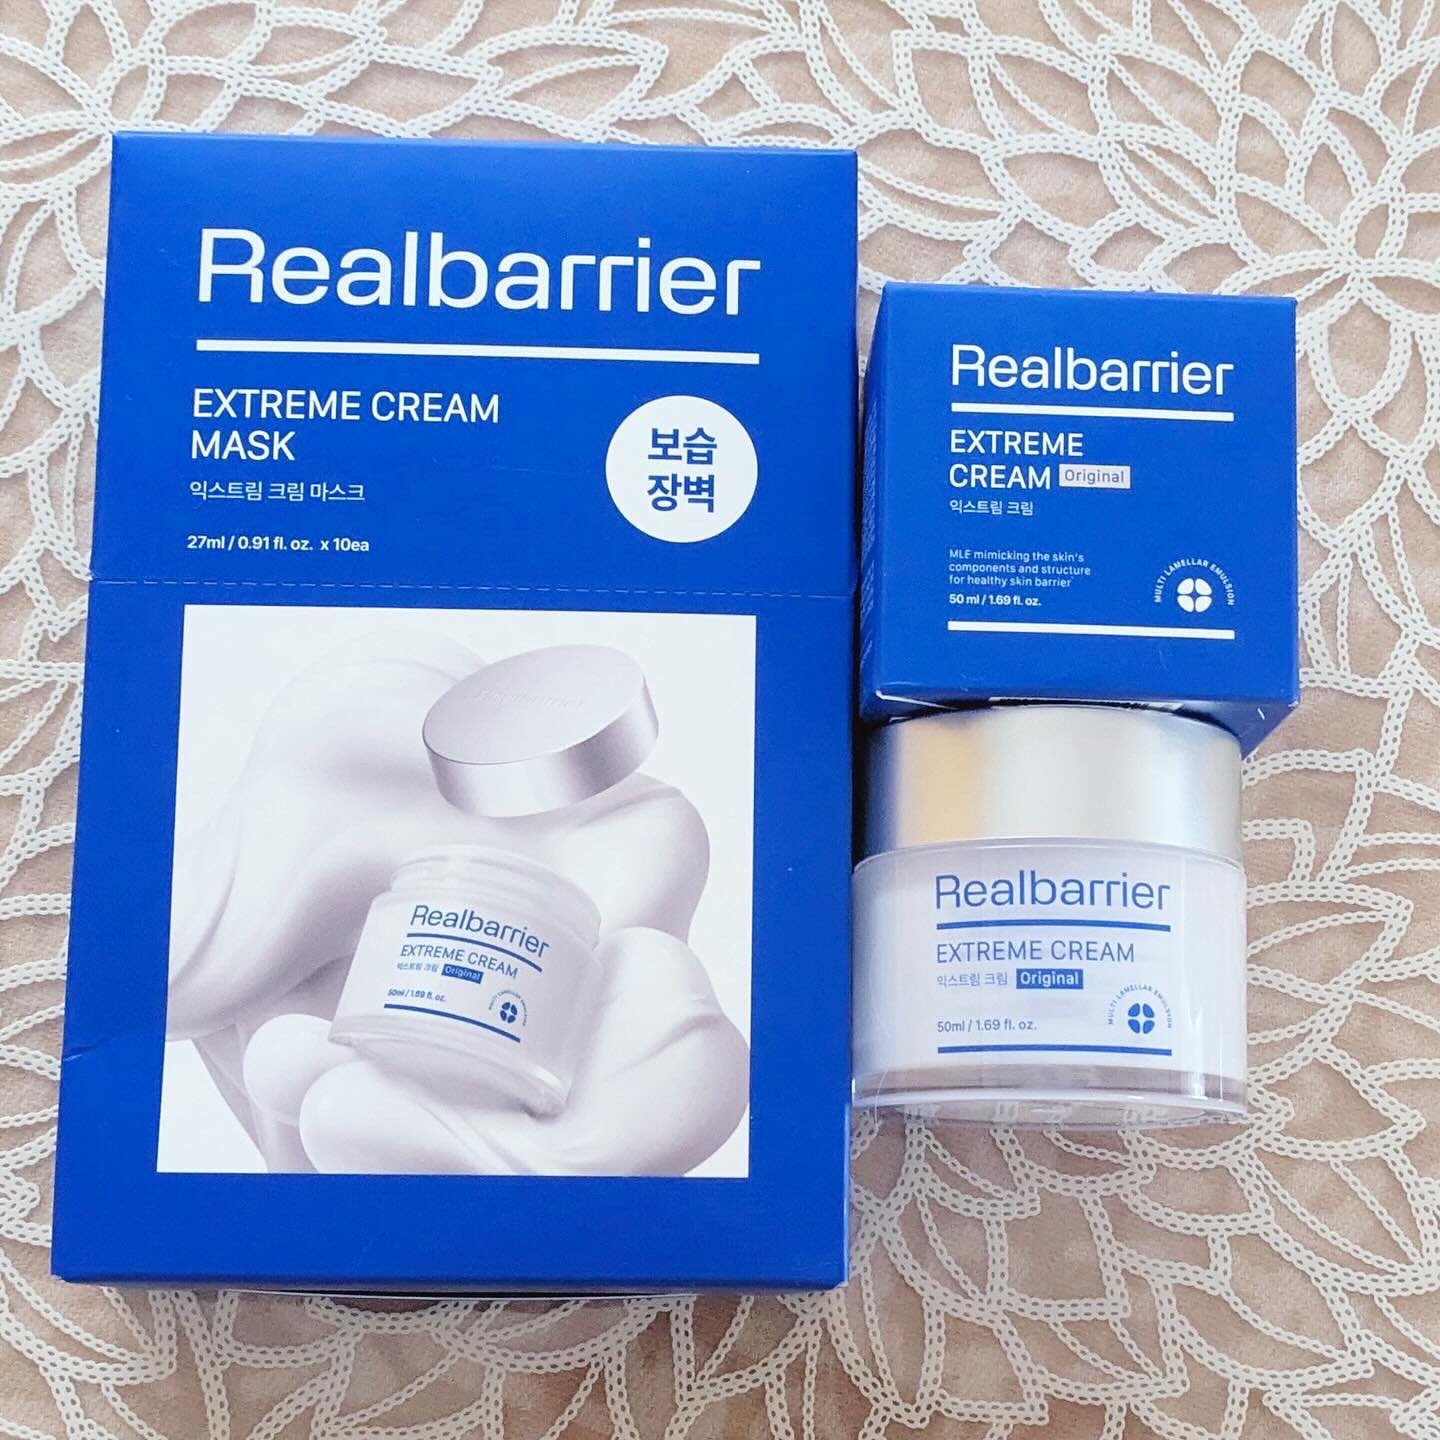 Realbarrier
EXTREME CREAM
MASK
익스트림 크림 마스크
27ml / 0.91 fl. oz. x 10ea
보습
장벽
Realbarrier
EXTREME CREAM
익스트림 크림 Original
50ml / 1.69 fl. oz.
MULTI LAMELLAR EMULSION
Realbarrier
EXTREME
CREAM Original
익스트림 크림
MLE mimicking the skin's
components and structure
for healthy skin barrier
50 ml / 1.69 fl. oz.
MULTI LAMELLAR EMULSION
Realbarrier
EXTREME CREAM
익스트림 크림 Original
50ml / 1.69 fl. oz.
MULTI LAMELLAR EMULSION